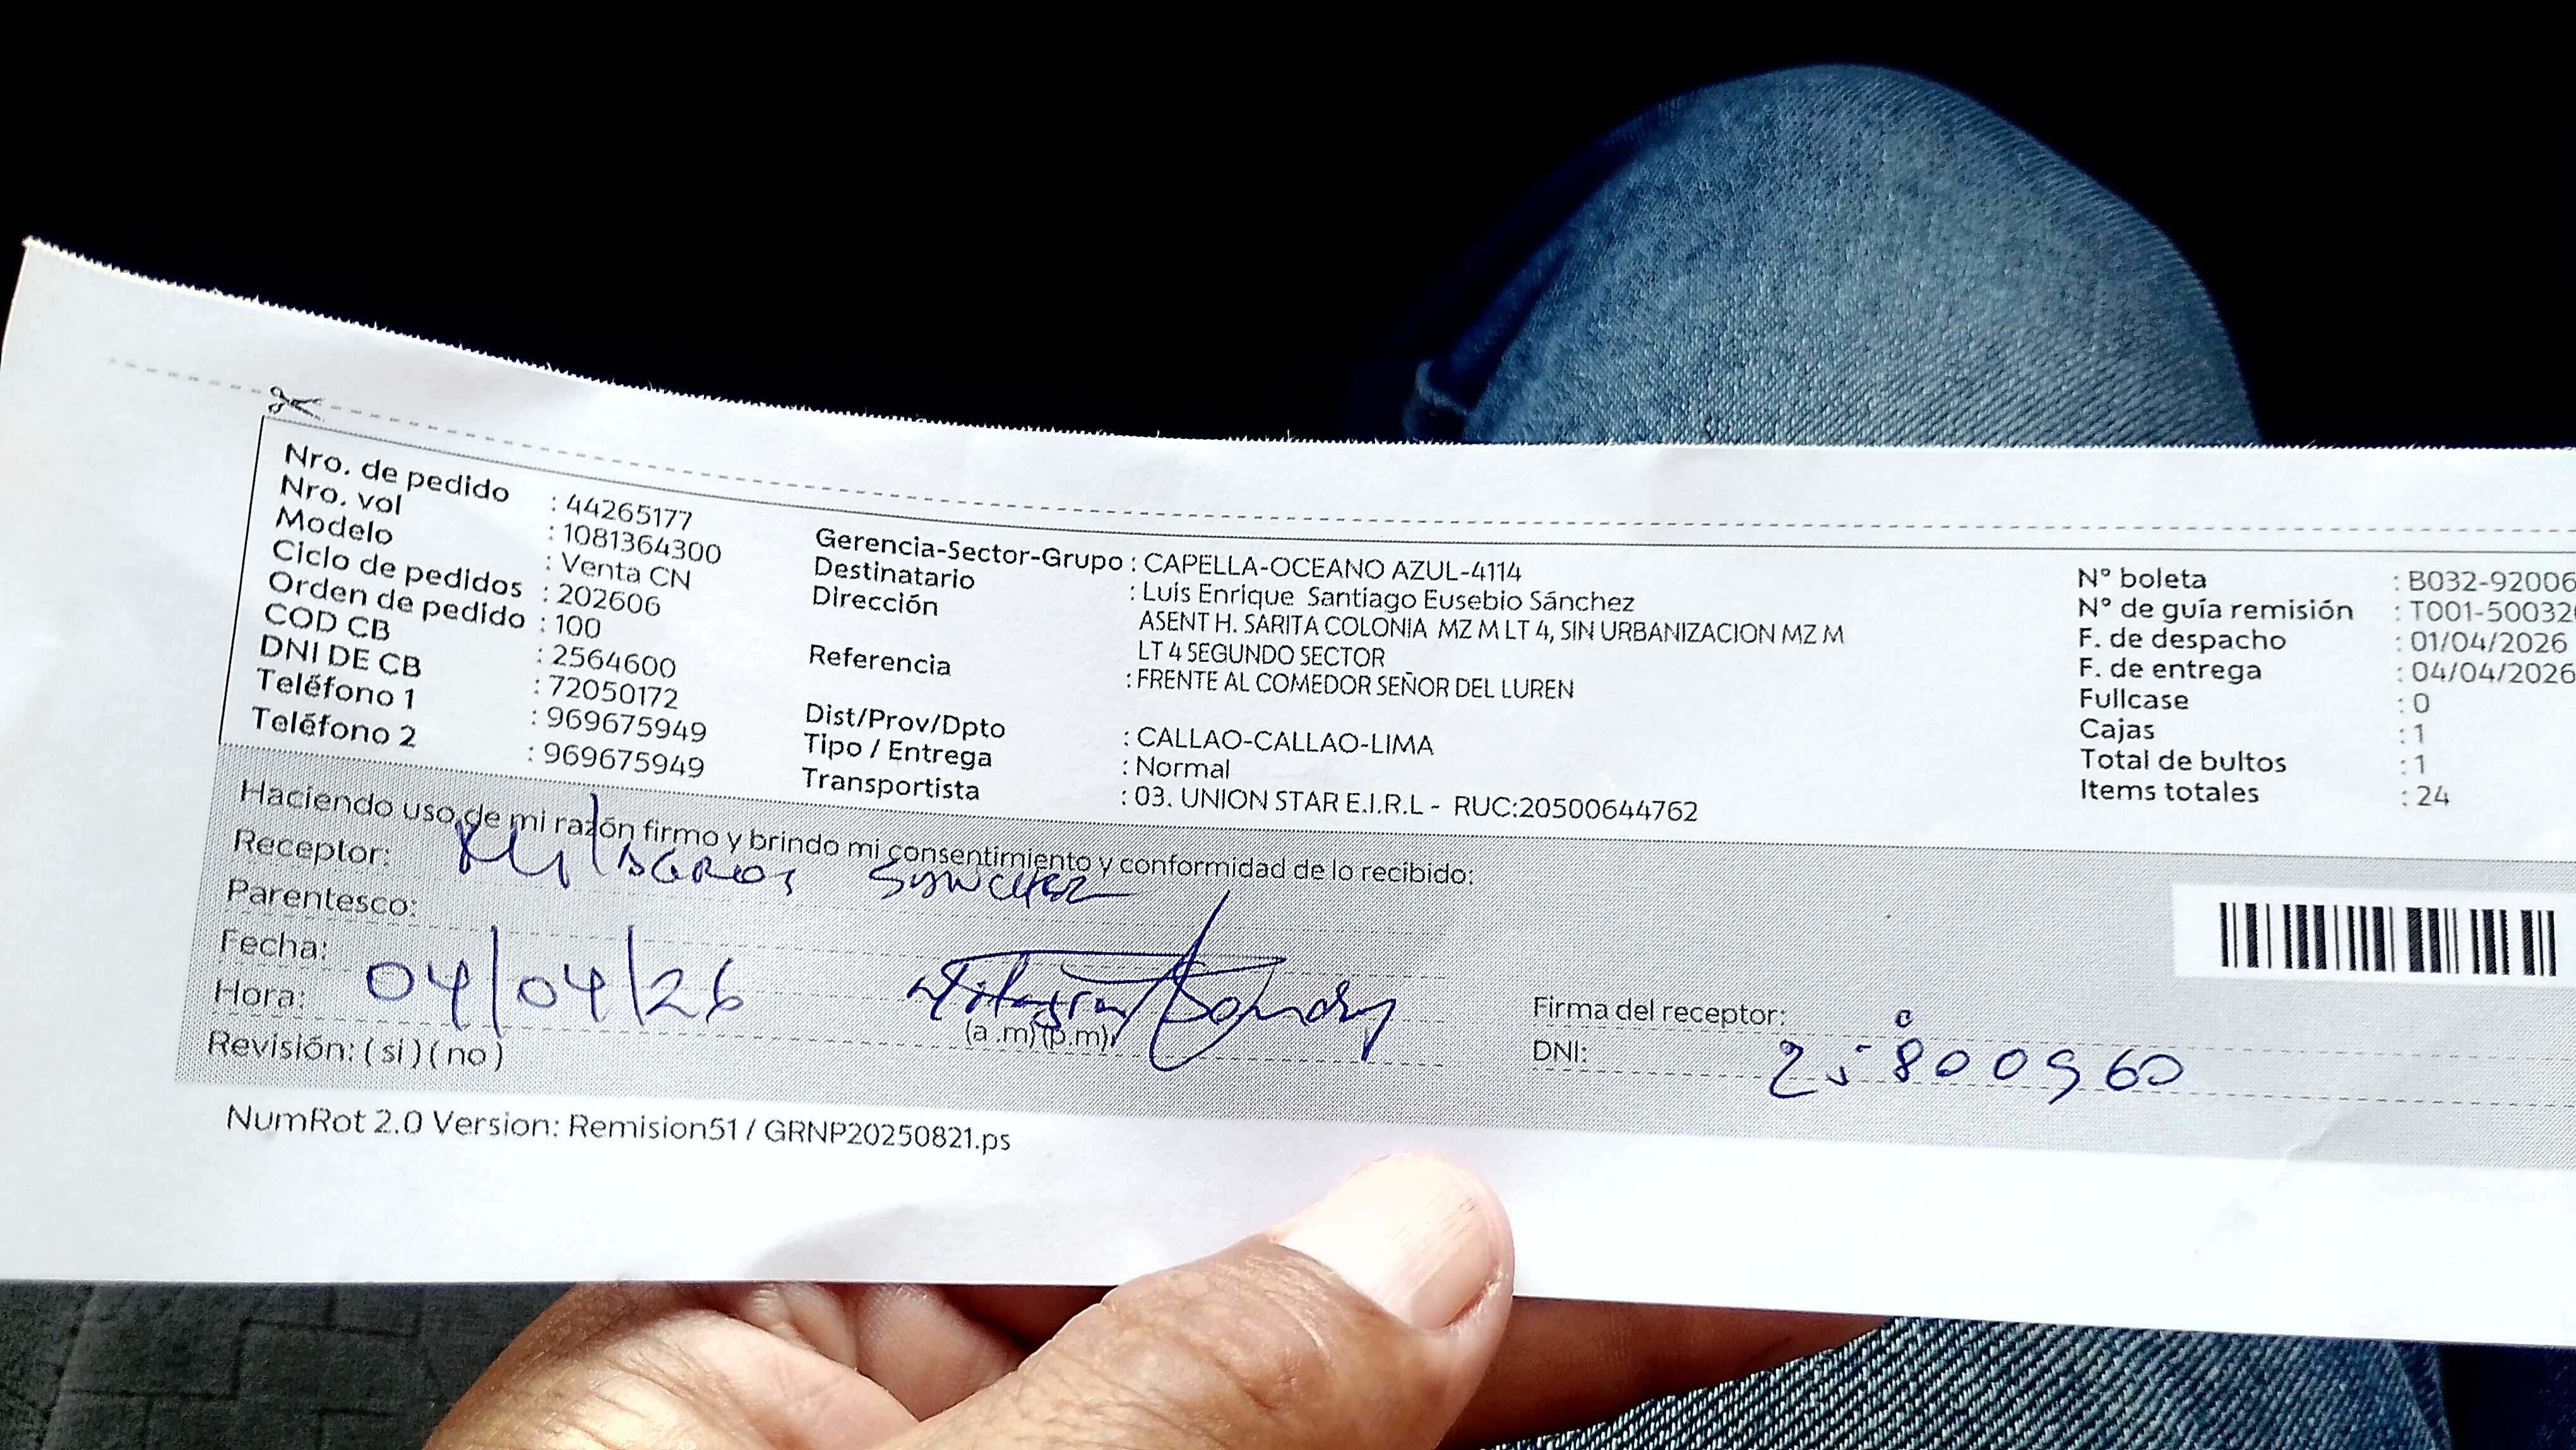 Nro. de pedido : 44265177
Nro. vol : 1081364300
Modelo : Venta CN
Ciclo de pedidos : 202606
Orden de pedido : 100
COD CB : 2564600
DNI DE CB : 72050172
Teléfono 1 : 969675949
Teléfono 2 : 969675949
Gerencia-Sector-Grupo : CAPELLA-OCEANO AZUL-4114
Destinatario : Luis Enrique Santiago Eusebio Sánchez
Dirección ASENT H. SARITA COLONIA MZ M LT 4, SIN URBANIZACION MZ M
LT 4 SEGUNDO SECTOR
Referencia : FRENTE AL COMEDOR SEÑOR DEL LUREN
Dist/Prov/Dpto : CALLAO-CALLAO-LIMA
Tipo / Entrega : Normal
Transportista : 03. UNION STAR E.I.R.L - RUC:20500644762
N° boleta : B032-92006
N° de guía remisión : T001-50032
F. de despacho : 01/04/2026
F. de entrega : 04/04/2026
Fullcase : 0
Cajas : 1
Total de bultos : 1
Items totales : 24
Haciendo uso de mi razón firmo y brindo mi consentimiento y conformidad de lo recibido:
Receptor: Milagros Sanchez
Parentesco:
Fecha: 04/04/26
Hora: (a .m) (p.m)
Revisión: ( si ) ( no )
Firma del receptor:
DNI: 25800960
NumRot 2.0 Version: Remision51 / GRNP20250821.ps